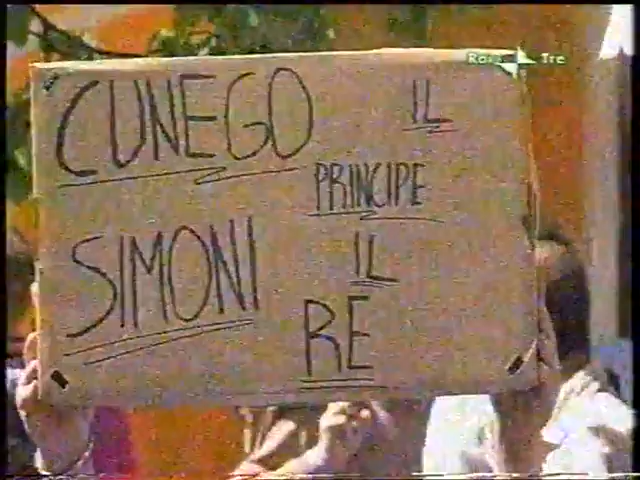 Rai Tre
CUNEGO IL
PRINCIPE
SIMONI IL
RE